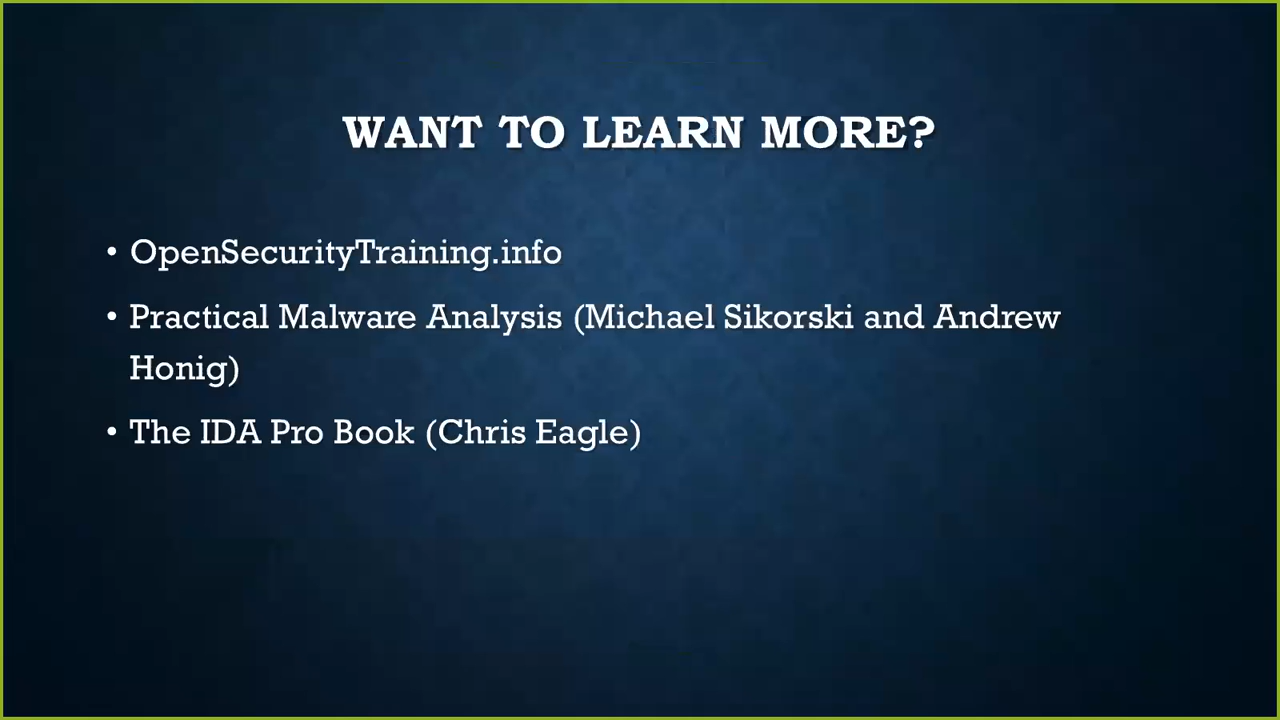 WANT TO LEARN MORE?
• OpenSecurityTraining.info
• Practical Malware Analysis (Michael Sikorski and Andrew
Honig)
• The IDA Pro Book (Chris Eagle)